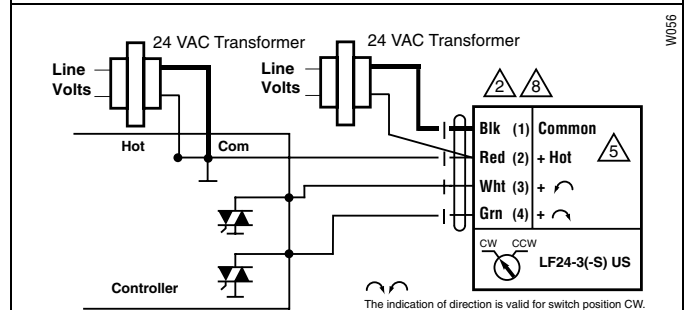 W056
24 VAC Transformer
24 VAC Transformer
Line
Volts
Line
Volts
2
8
Hot
Com
Blk (1) Common
Red (2) + Hot
5
Wht (3) +
Grn (4) +
CW
CCW
LF24-3(-S) US
Controller
The indication of direction is valid for switch position CW.